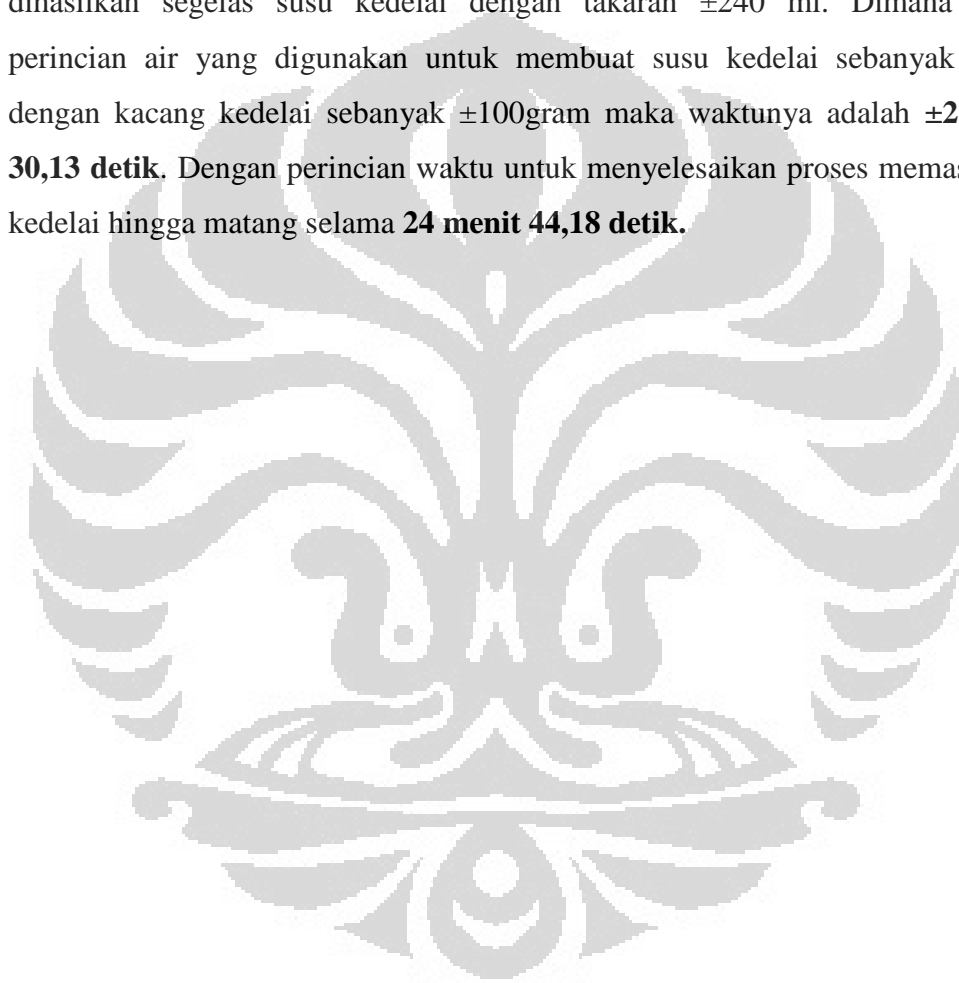 dihasilkan segelas susu kedelai dengan takaran ±240 ml. Dimana
perincian air yang digunakan untuk membuat susu kedelai sebanyak
dengan kacang kedelai sebanyak ±100gram maka waktunya adalah ±2
30,13 detik. Dengan perincian waktu untuk menyelesaikan proses memas
kedelai hingga matang selama 24 menit 44,18 detik.